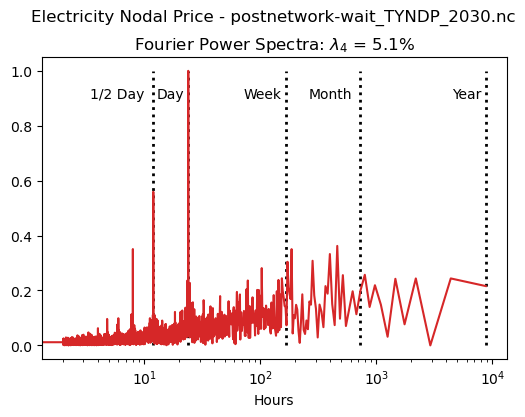 Electricity Nodal Price - postnetwork-wait_TYNDP_2030.nc
Fourier Power Spectra: λ₄ = 5.1%
1/2 Day Day Week Month Year
1.0
0.8
0.6
0.4
0.2
0.0
10¹ 10² 10³ 10⁴
Hours